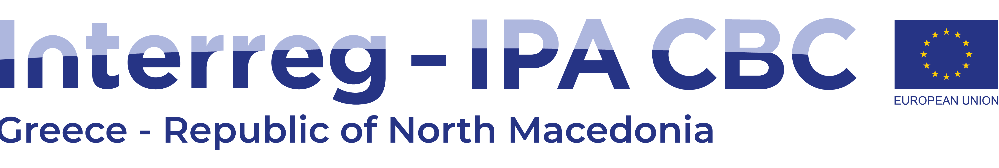 Interreg - IPA CBC
EUROPEAN UNION
Greece - Republic of North Macedonia